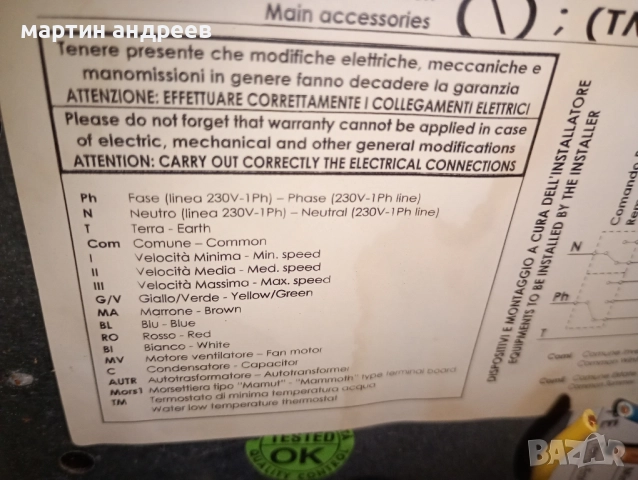 мартин андреев
Main accessories
Tenere presente che modifiche elettriche, meccaniche e
manomissioni in genere fanno decadere la garanzia
ATTENZIONE: EFFETTUARE CORRETTAMENTE I COLLEGAMENTI ELETTRICI
Please do not forget that warranty cannot be applied in case
of electric, mechanical and other general modifications
ATTENTION: CARRY OUT CORRECTLY THE ELECTRICAL CONNECTIONS
Ph Fase (linea 230V-1Ph) – Phase (230V-1Ph line)
N Neutro (linea 230V-1Ph) – Neutral (230V-1Ph line)
T Terra - Earth
Com Comune – Common
I Velocità Minima - Min. speed
II Velocità Media - Med. speed
III Velocità Massima - Max. speed
G/V Giallo/Verde - Yellow/Green
MA Marrone - Brown
BL Blu - Blue
RO Rosso - Red
BI Bianco - White
MV Motore ventilatore – Fan motor
C Condensatore - Capacitor
AUTR Autotrasformatore - Autotransformer
Mors1 Morsettiera tipo "Mamut" - "Mammoth" type terminal board
TM Termostato di minima temperatura acqua
Water low temperature thermostat
DISPOSITIVI E MONTAGGIO A CURA DELL'INSTALLATORE
EQUIPMENTS TO BE INSTALLED BY THE INSTALLER
Comando
N
Ph
T
TESTED
OK
QUALITY CONTROL
BAZAR